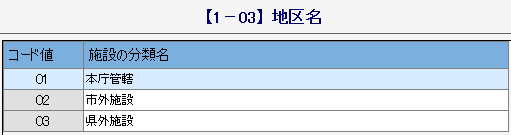 【1－03】地区名
コード値 施設の分類名
01 本庁管轄
02 市外施設
03 県外施設